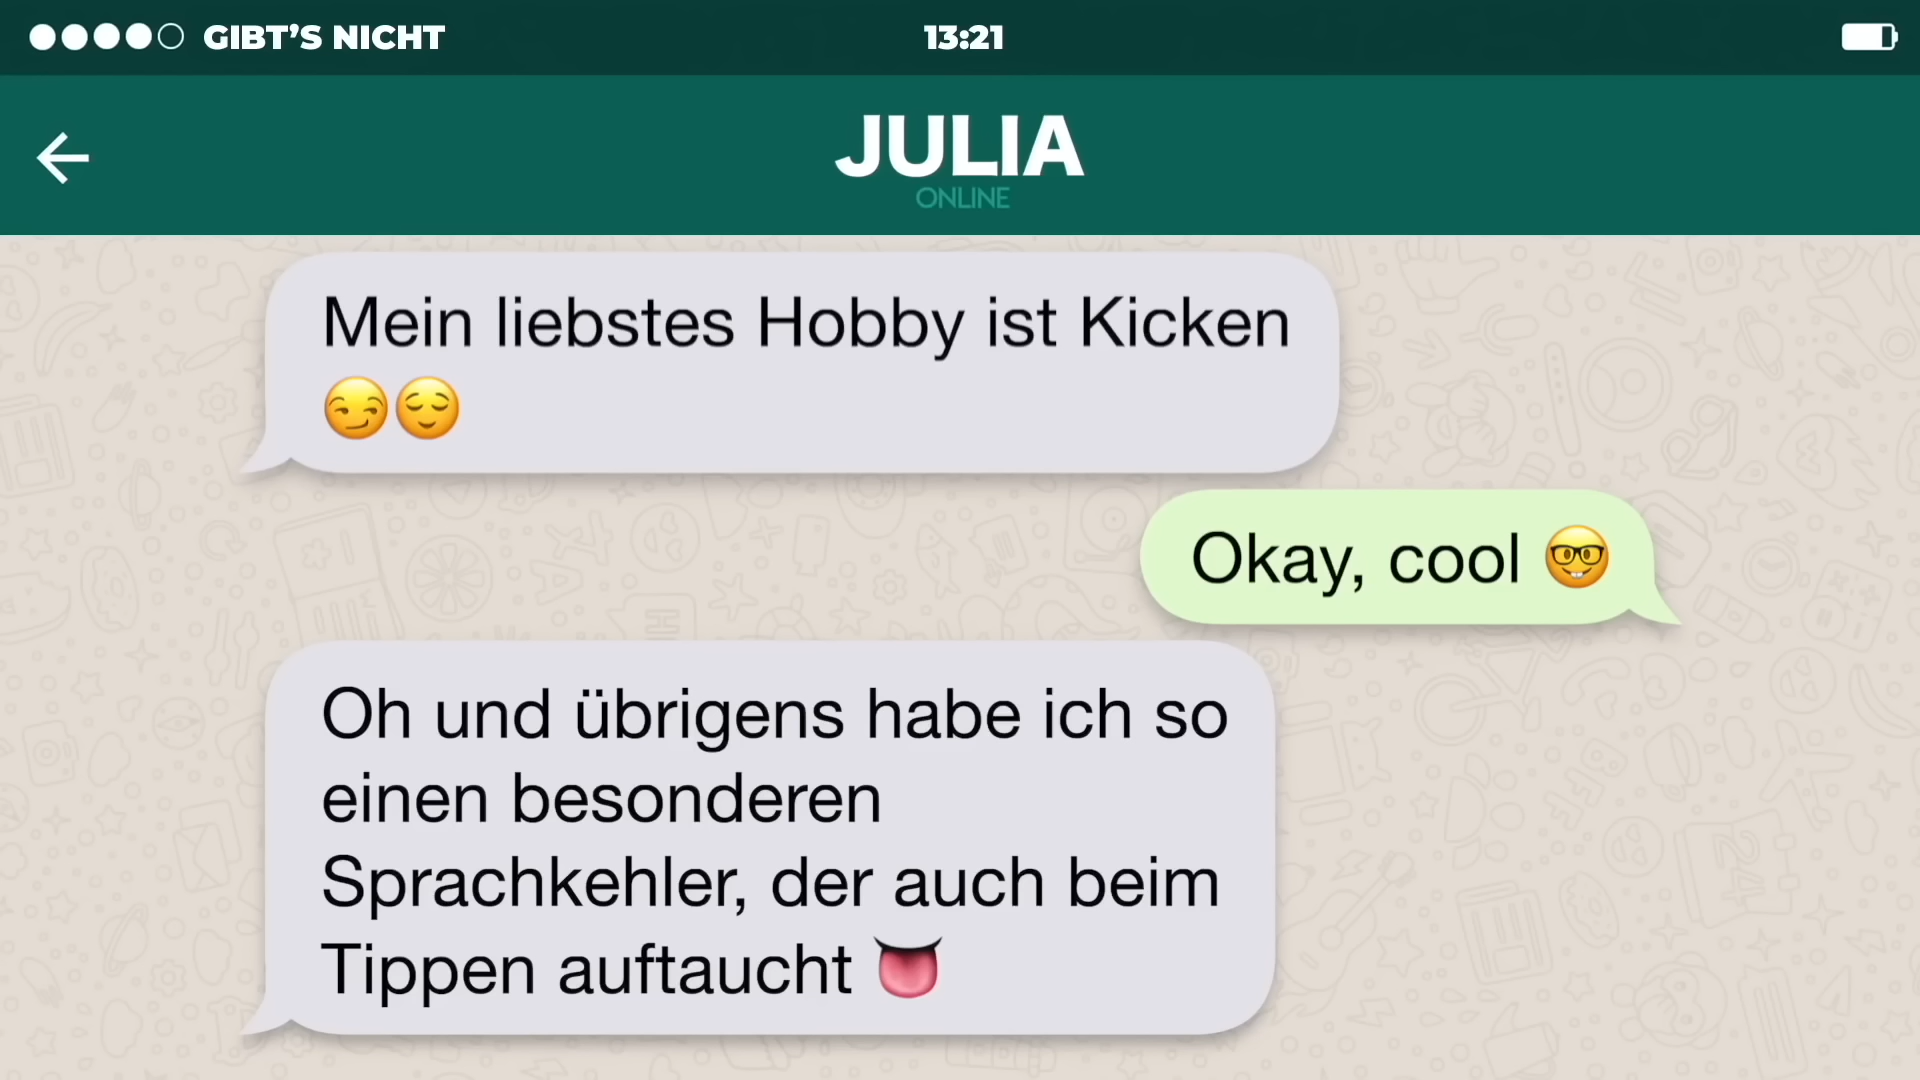 GIBT'S NICHT
13:21
JULIA
ONLINE
Mein liebstes Hobby ist Kicken
😏😌
Okay, cool 🤓
Oh und übrigens habe ich so
einen besonderen
Sprachkehler, der auch beim
Tippen auftaucht 👅